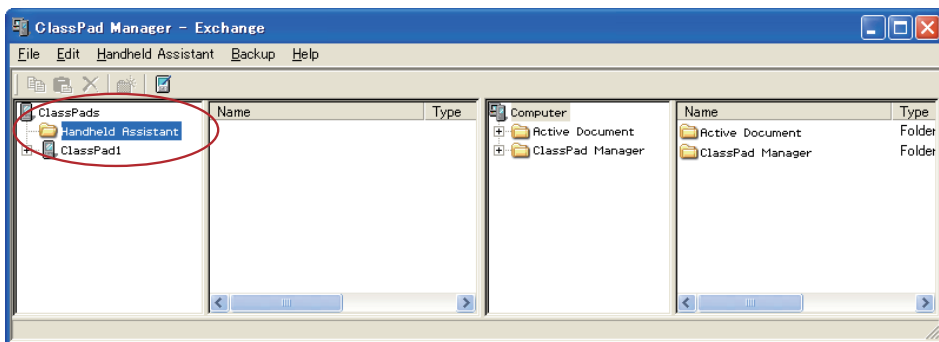 ClassPad Manager - Exchange
File Edit Handheld Assistant Backup Help
ClassPads Name Type Computer Name Type
Handheld Assistant Active Document Active Document Folder
ClassPad1 ClassPad Manager ClassPad Manager Folder